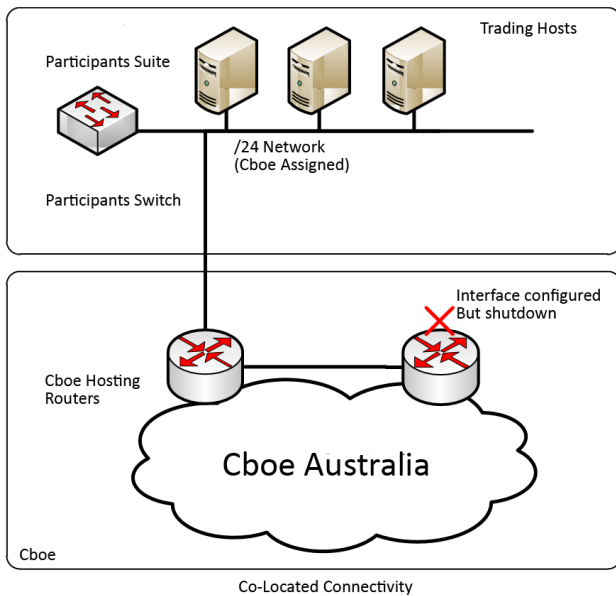 Trading Hosts
Participants Suite
/24 Network
(Cboe Assigned)
Participants Switch
Interface configured
But shutdown
Cboe Hosting
Routers
Cboe Australia
Cboe
Co-Located Connectivity